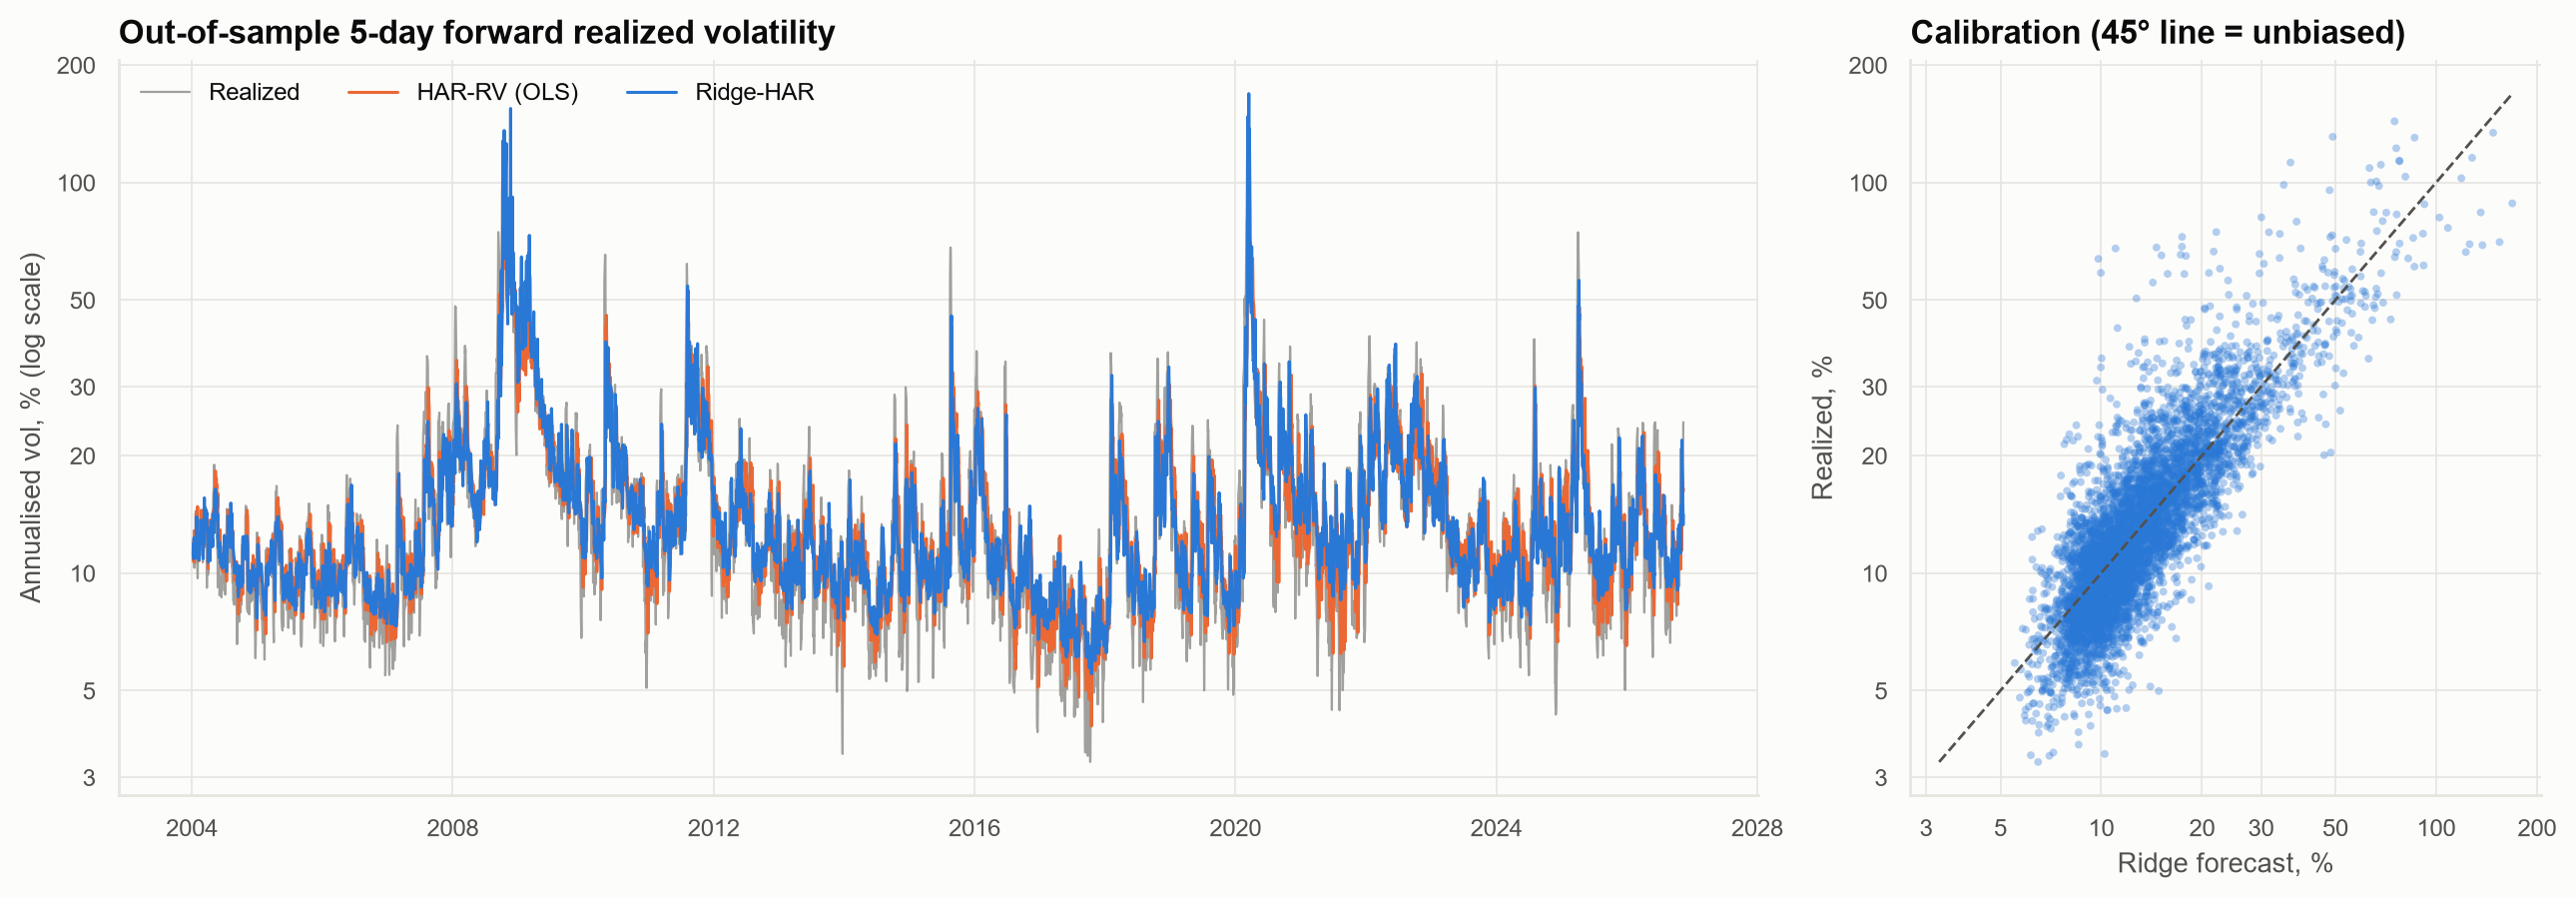 Out-of-sample 5-day forward realized volatility
Realized HAR-RV (OLS) Ridge-HAR
Annualised vol, % (log scale)
200
100
50
30
20
10
5
3
2004 2008 2012 2016 2020 2024 2028
Calibration (45° line = unbiased)
Realized, %
200
100
50
30
20
10
5
3
3 5 10 20 30 50 100 200
Ridge forecast, %